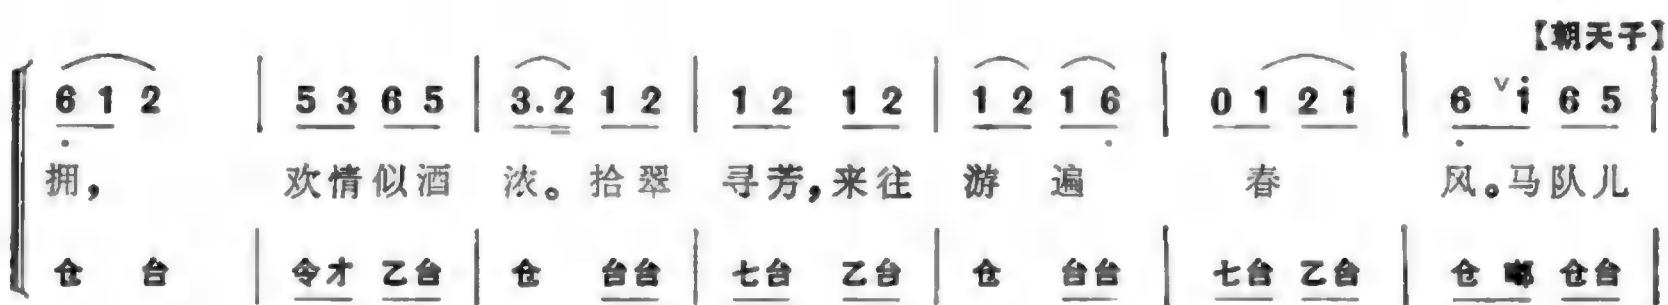 【朝天子】
6 1 2 | 5 3 6 5 | 3.2 1 2 | 1 2 1 2 | 1 2 1 6 | 0 1 2 1 | 6 ∨ i 6 5 |
拥， 欢情似酒 浓。拾翠 寻芳，来往 游 遍 春 风。马队儿
仓 台 | 令才 乙台 | 仓 台台 | 七台 乙台 | 仓 台台 | 七台 乙台 | 仓 仓台 |